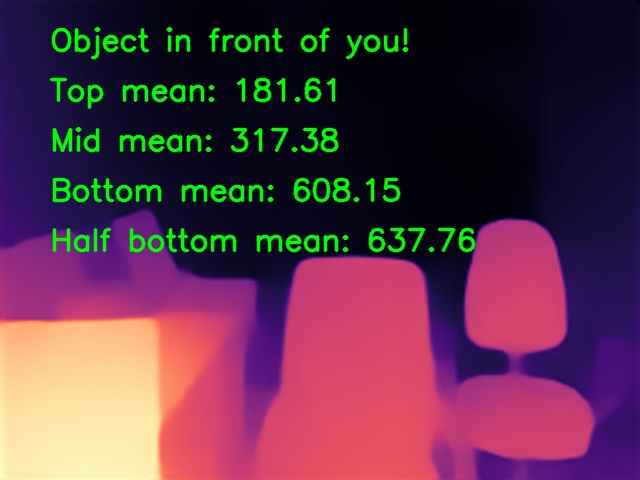 Object in front of you!
Top mean: 181.61
Mid mean: 317.38
Bottom mean: 608.15
Half bottom mean: 637.76